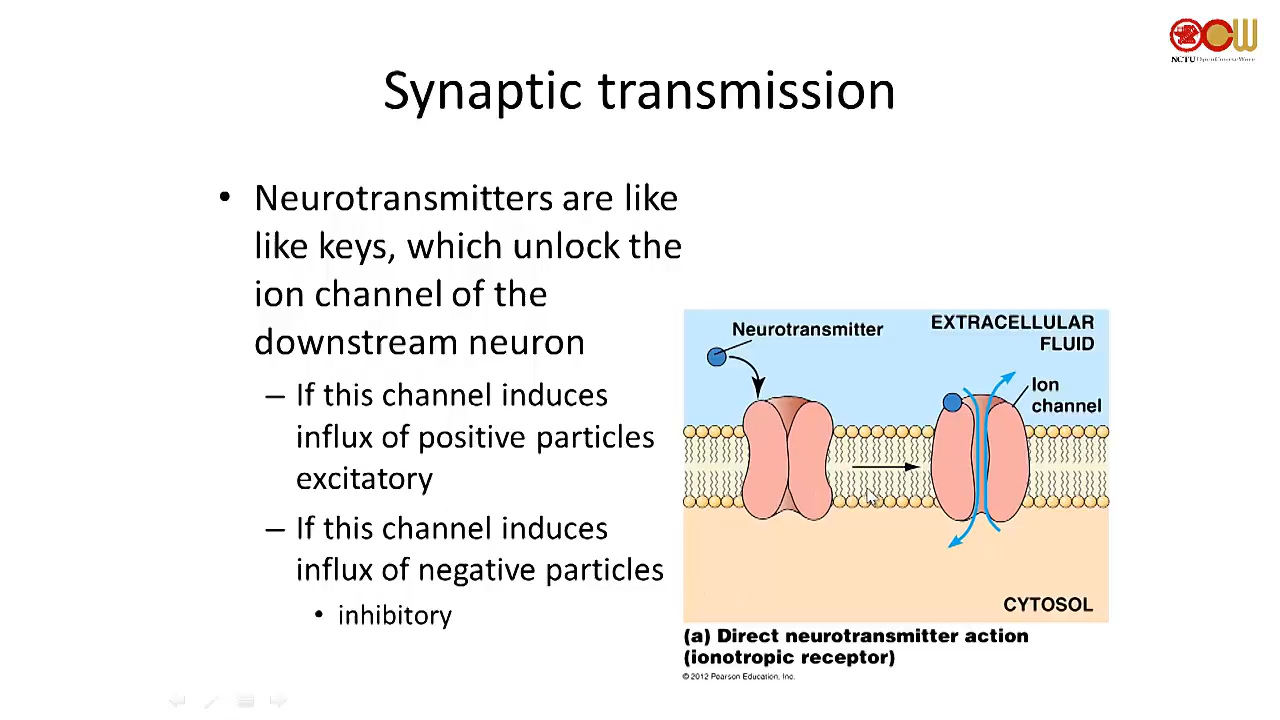 NCTU OpenCourseWare
Synaptic transmission
• Neurotransmitters are like
like keys, which unlock the
ion channel of the
downstream neuron
– If this channel induces
influx of positive particles
excitatory
– If this channel induces
influx of negative particles
• inhibitory
Neurotransmitter
EXTRACELLULAR
FLUID
Ion
channel
CYTOSOL
(a) Direct neurotransmitter action
(ionotropic receptor)
© 2012 Pearson Education, Inc.